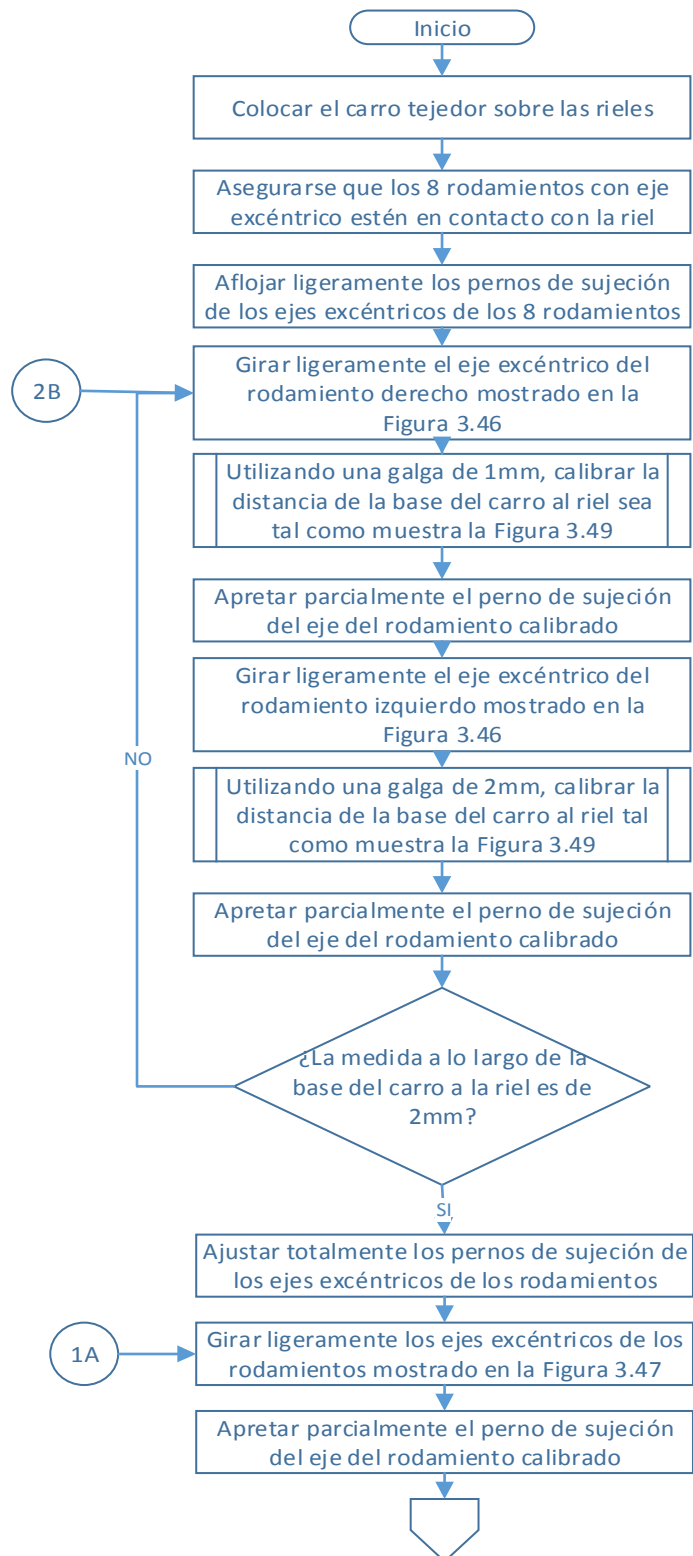 Inicio
Colocar el carro tejedor sobre las rieles
Asegurarse que los 8 rodamientos con eje
excéntrico estén en contacto con la riel
Aflojar ligeramente los pernos de sujeción
de los ejes excéntricos de los 8 rodamientos
2B
Girar ligeramente el eje excéntrico del
rodamiento derecho mostrado en la
Figura 3.46
Utilizando una galga de 1mm, calibrar la
distancia de la base del carro al riel sea
tal como muestra la Figura 3.49
Apretar parcialmente el perno de sujeción
del eje del rodamiento calibrado
Girar ligeramente el eje excéntrico del
rodamiento izquierdo mostrado en la
Figura 3.46
NO
Utilizando una galga de 2mm, calibrar la
distancia de la base del carro al riel tal
como muestra la Figura 3.49
Apretar parcialmente el perno de sujeción
del eje del rodamiento calibrado
¿La medida a lo largo de la
base del carro a la riel es de
2mm?
SI,
Ajustar totalmente los pernos de sujeción de
los ejes excéntricos de los rodamientos
1A
Girar ligeramente los ejes excéntricos de los
rodamientos mostrado en la Figura 3.47
Apretar parcialmente el perno de sujeción
del eje del rodamiento calibrado